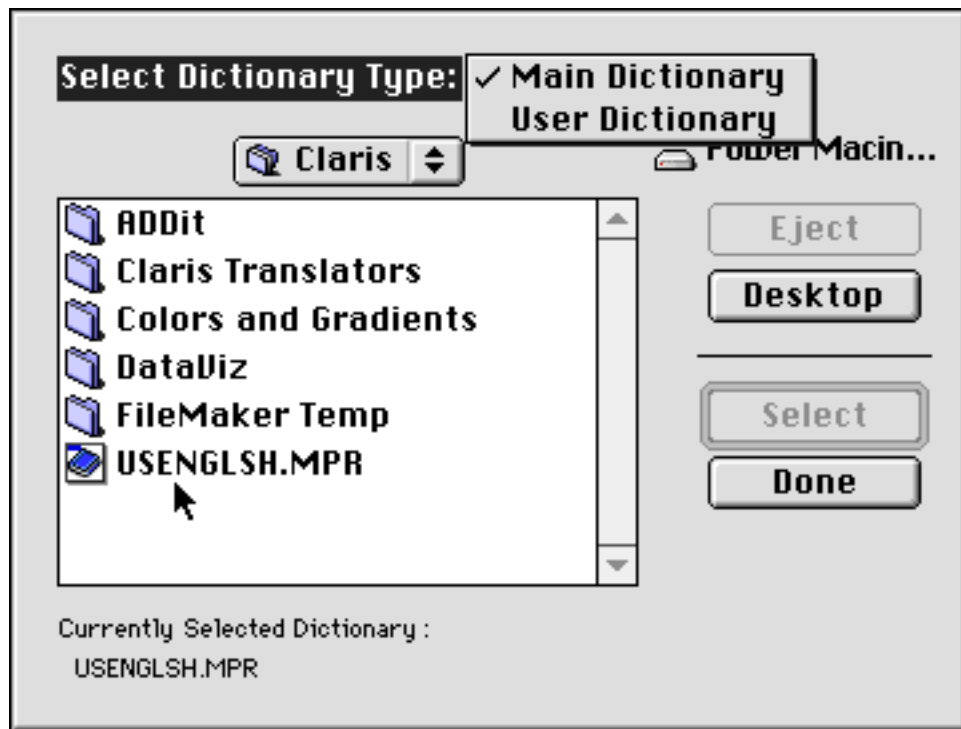 Select Dictionary Type: ✓ Main Dictionary
User Dictionary
Claris
Power Macin...
ADDit
Claris Translators
Colors and Gradients
DataViz
FileMaker Temp
USENGLSH.MPR
Eject
Desktop
Select
Done
Currently Selected Dictionary :
USENGLSH.MPR